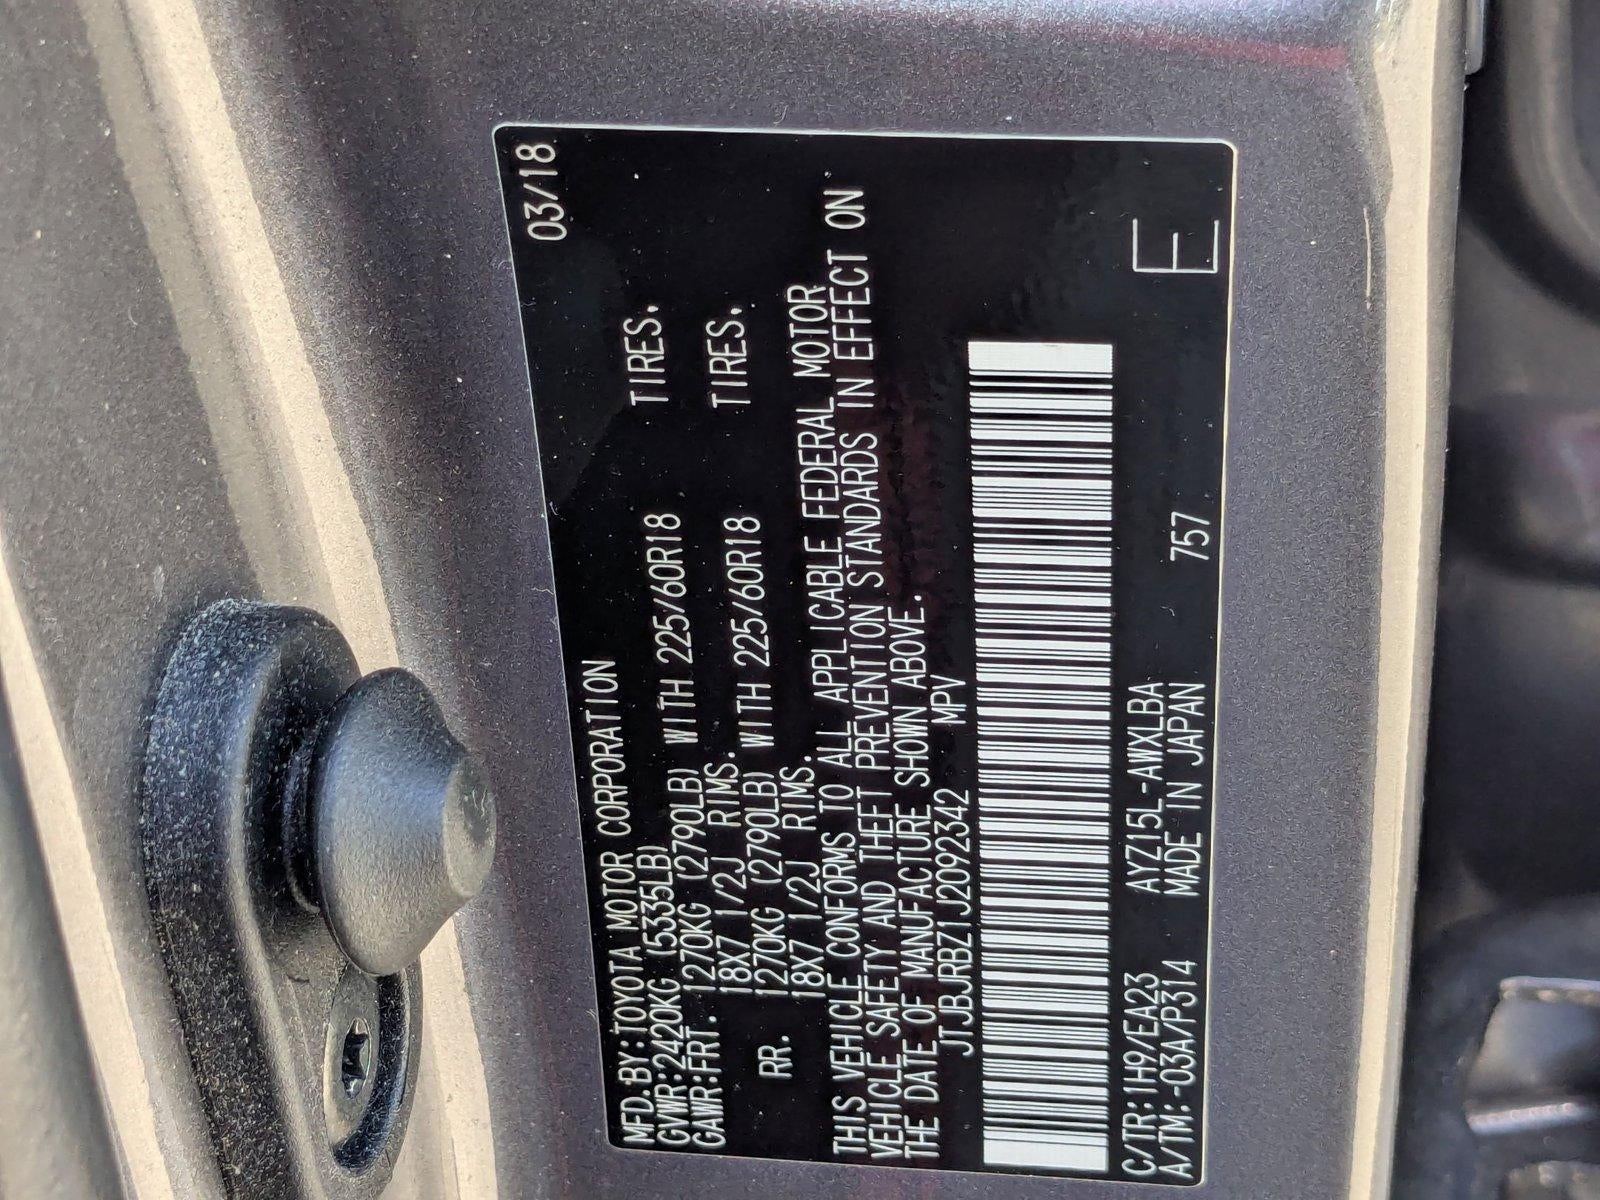 MFD. BY: TOYOTA MOTOR CORPORATION 03/18
GVWR: 2420KG (5335LB)
GAWR: FRT. 1270KG (2790LB) WITH 225/60R18 TIRES.
18X7 1/2J RIMS.
RR. 1270KG (2790LB) WITH 225/60R18 TIRES.
18X7 1/2J RIMS.
THIS VEHICLE CONFORMS TO ALL APPLICABLE FEDERAL MOTOR
VEHICLE SAFETY AND THEFT PREVENTION STANDARDS IN EFFECT ON
THE DATE OF MANUFACTURE SHOWN ABOVE.
JTJBJRBZ1J2092342 MPV
C/TR: 1H9/EA23 AYZ15L-AWXLBA
A/TM: -03A/P314 MADE IN JAPAN 757 E